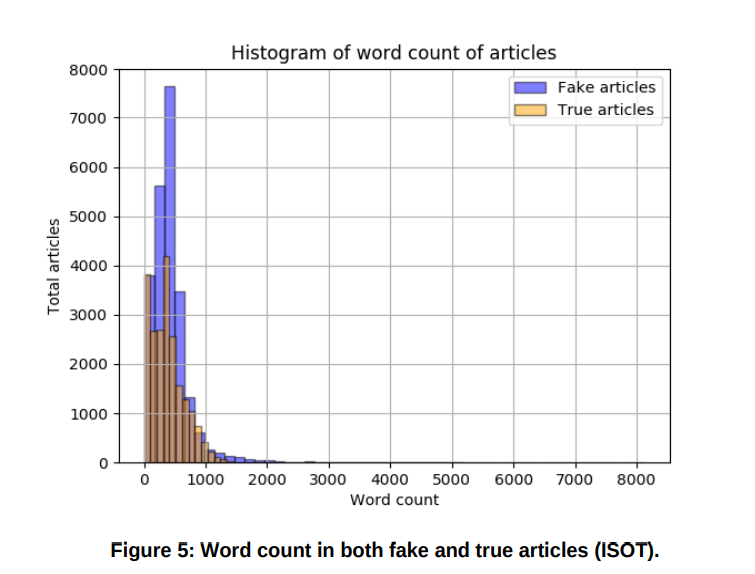 Histogram of word count of articles
Fake articles
True articles
8000
7000
6000
5000
4000
3000
2000
1000
0
Total articles
0 1000 2000 3000 4000 5000 6000 7000 8000
Word count
Figure 5: Word count in both fake and true articles (ISOT).